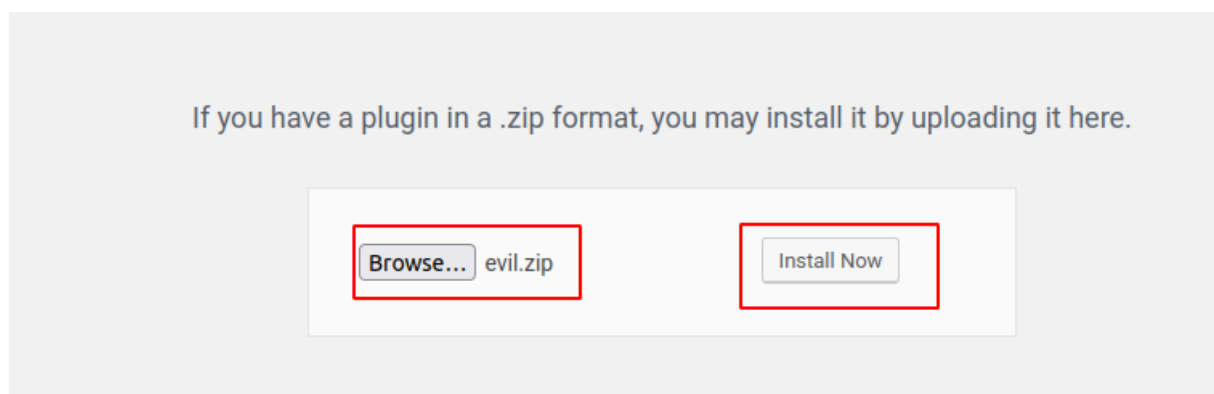 If you have a plugin in a .zip format, you may install it by uploading it here.
Browse... evil.zip Install Now